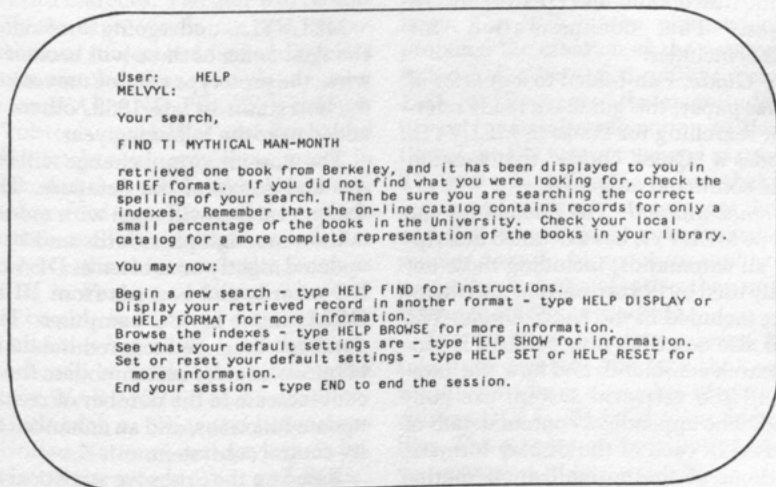 User:   HELP
MELVYL:
Your search,
FIND TI MYTHICAL MAN-MONTH
retrieved one book from Berkeley, and it has been displayed to you in
BRIEF format.  If you did not find what you were looking for, check the
spelling of your search.  Then be sure you are searching the correct
indexes.  Remember that the on-line catalog contains records for only a
small percentage of the books in the University.  Check your local
catalog for a more complete representation of the books in your library.
You may now:
Begin a new search - type HELP FIND for instructions.
Display your retrieved record in another format - type HELP DISPLAY or
HELP FORMAT for more information.
Browse the indexes - type HELP BROWSE for more information.
See what your default settings are - type HELP SHOW for information.
Set or reset your default settings - type HELP SET or HELP RESET for
more information.
End your session - type END to end the session.